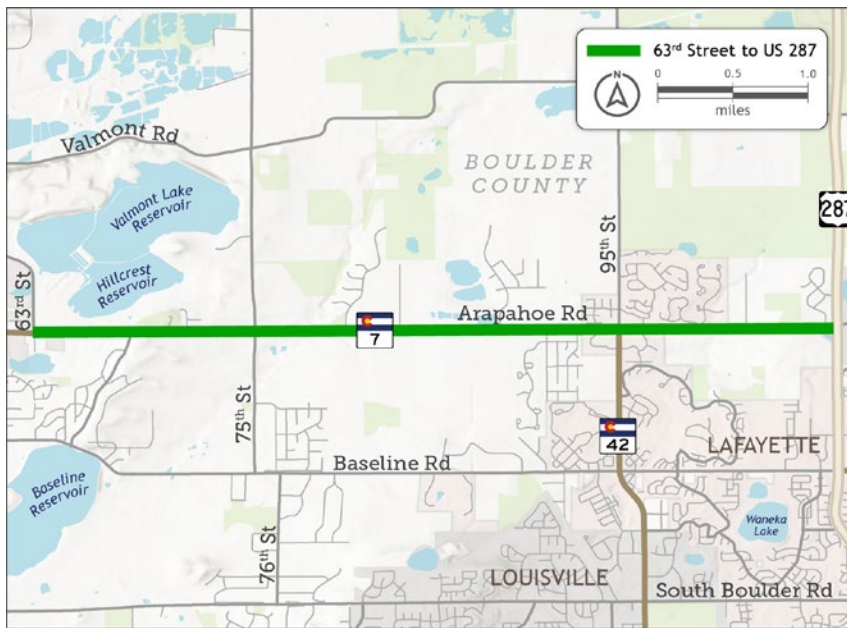 63rd Street to US 287
N
0 0.5 1.0
miles
Valmont Rd
BOULDER
COUNTY
Valmont Lake
Reservoir
Hillcrest
Reservoir
63rd St
95th St
287
Arapahoe Rd
7
75th St
42
LAFAYETTE
Baseline Rd
Baseline
Reservoir
Waneka
Lake
76th St
LOUISVILLE
South Boulder Rd